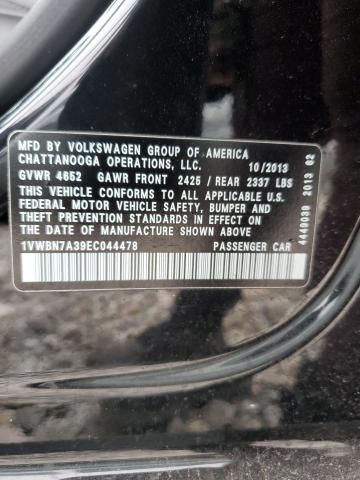 MFD BY VOLKSWAGEN GROUP OF AMERICA
CHATTANOOGA OPERATIONS, LLC. 10/2013
GVWR 4652 GAWR FRONT 2425 / REAR 2337 LBS
THIS VEHICLE CONFORMS TO ALL APPLICABLE U.S.
FEDERAL MOTOR VEHICLE SAFETY, BUMPER AND
THEFT PREVENTION STANDARDS IN EFFECT ON
THE DATE OF MANUFACTURE SHOWN ABOVE
1VWBN7A39EC044478 PASSENGER CAR
4449039 2013 62